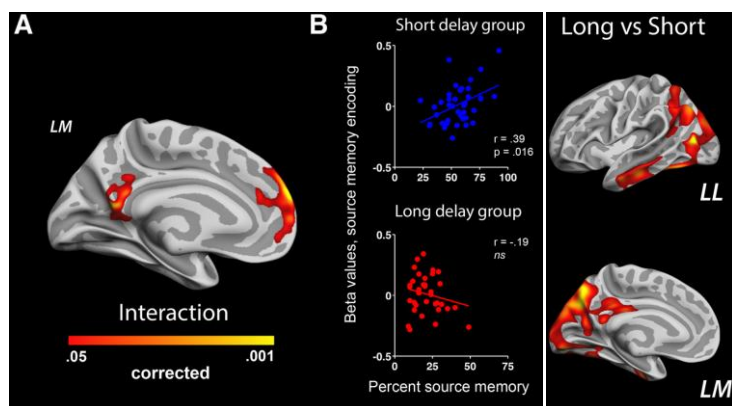 A
LM
Interaction
.05
.001
corrected
B
Short delay group
0.5
0
-0.5
r = .39
p = .016
25
50
75
100
Long delay group
0.5
0
-0.5
r = -.19
ns
0
25
50
75
Beta values, source memory encoding
Percent source memory
Long vs Short
LL
LM